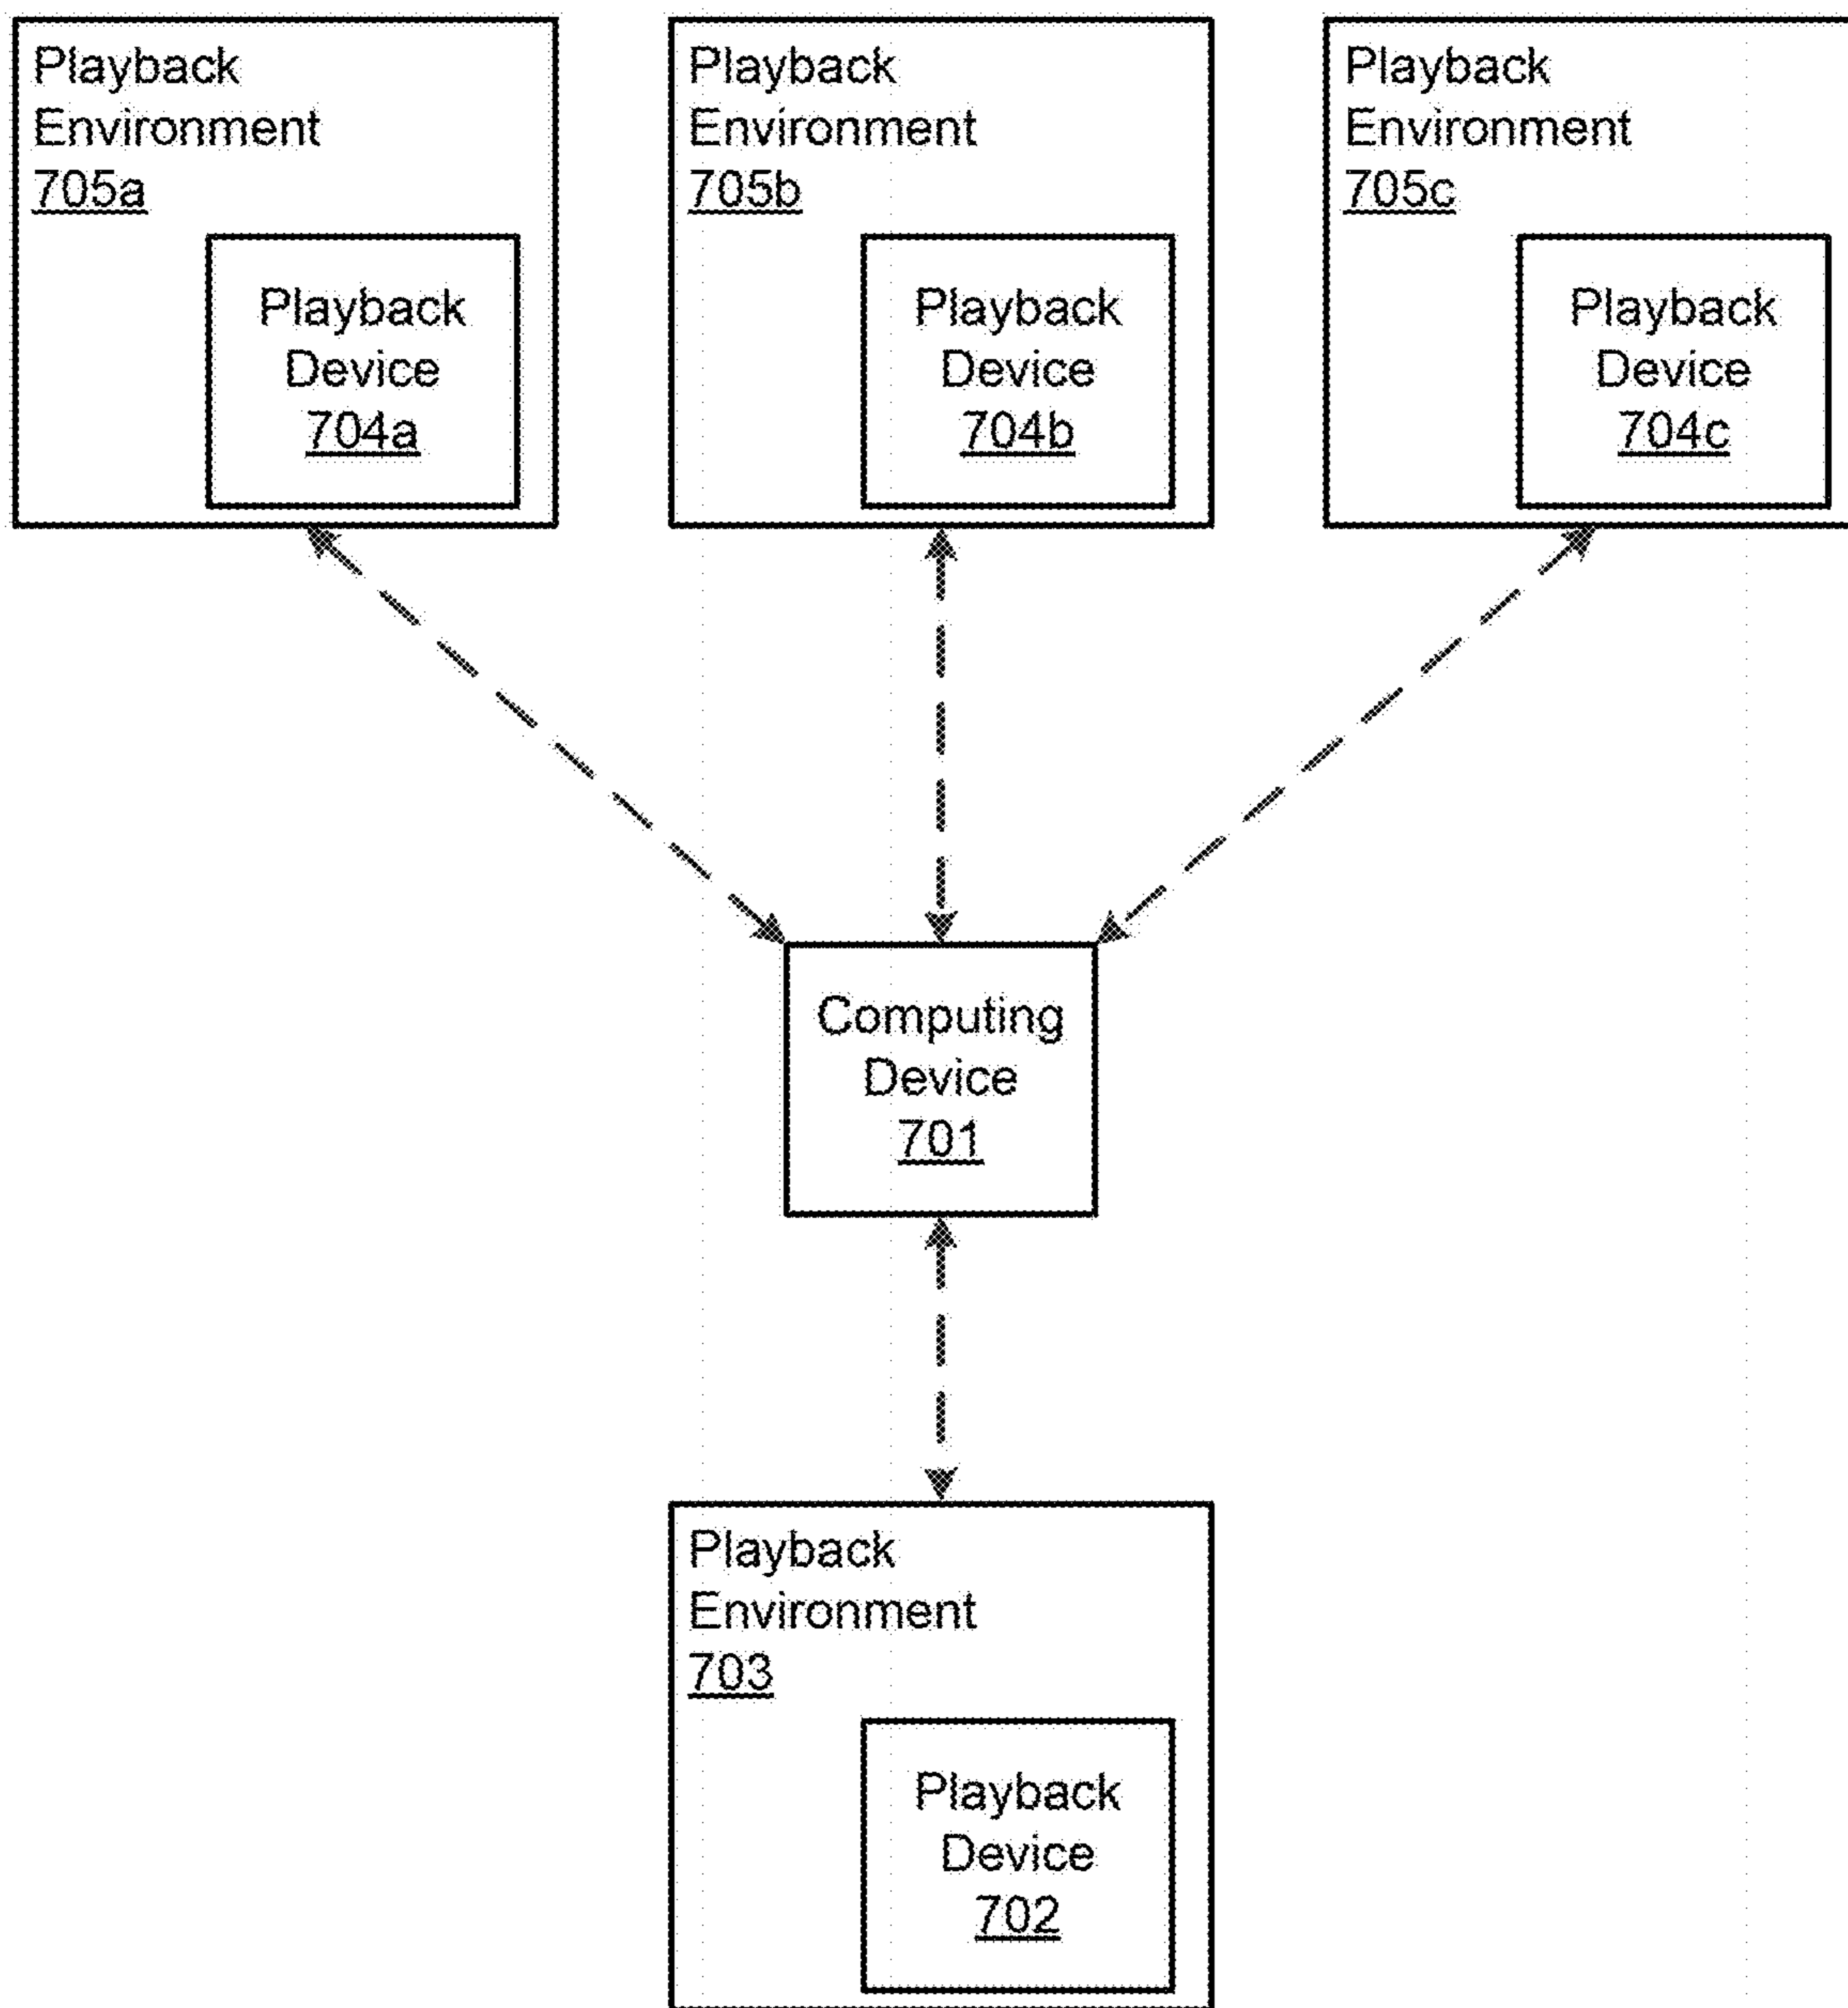 Playback
Environment
705a
Playback
Device
704a
Playback
Environment
705b
Playback
Device
704b
Playback
Environment
705c
Playback
Device
704c
Computing
Device
701
Playback
Environment
703
Playback
Device
702